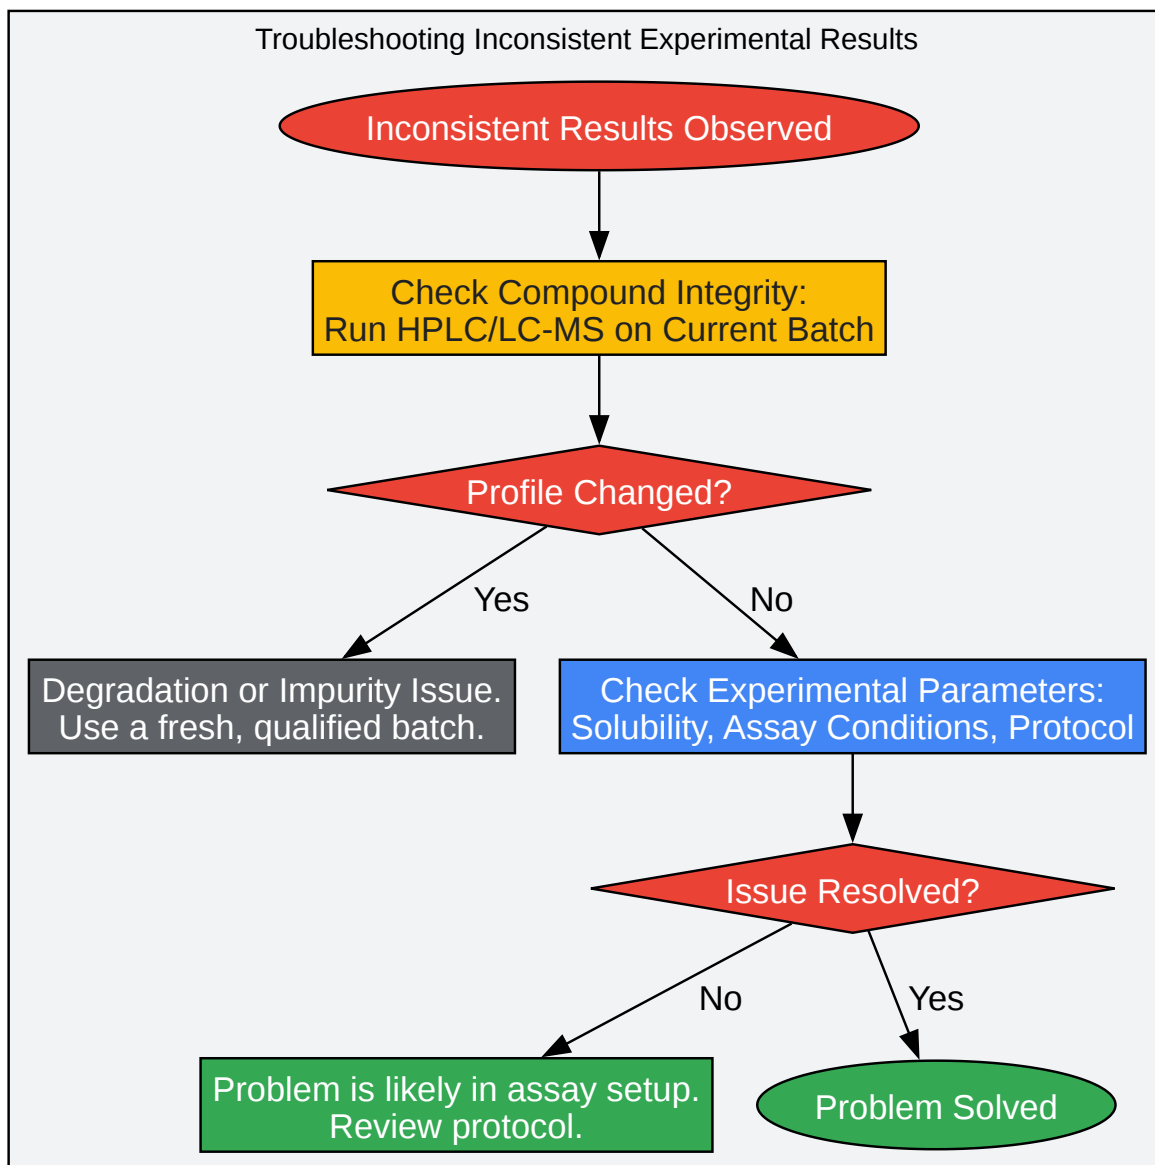 Troubleshooting Inconsistent Experimental Results
Inconsistent Results Observed
Check Compound Integrity:
Run HPLC/LC-MS on Current Batch
Profile Changed?
Yes
No
Degradation or Impurity Issue.
Use a fresh, qualified batch.
Check Experimental Parameters:
Solubility, Assay Conditions, Protocol
Issue Resolved?
No
Yes
Problem is likely in assay setup.
Review protocol.
Problem Solved